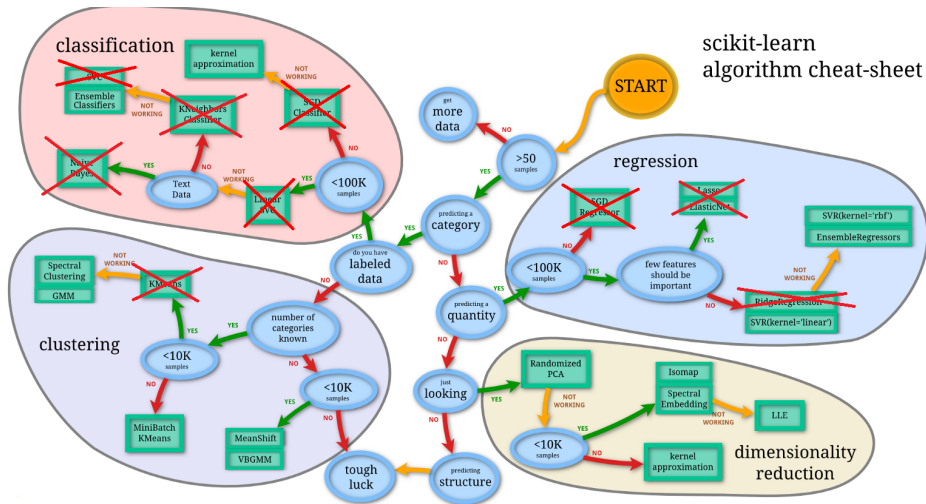 classification
scikit-learn
algorithm cheat-sheet
START
kernel
approximation
NOT
WORKING
SVC
Ensemble
Classifiers
NOT
WORKING
KNeighbors
Classifier
SGD
Classifier
NO
YES
NO
Naive
Bayes
Text
Data
NOT
WORKING
Linear
SVC
YES
<100K
samples
YES
get
more
data
NO
>50
samples
YES
predicting a
category
YES
do you have
labeled
data
NO
NO
predicting a
quantity
YES
NO
just
looking
YES
NO
predicting
structure
tough
luck
regression
SGD
Regressor
NO
<100K
samples
YES
Lasso
ElasticNet
YES
few features
should be
important
NO
SVR(kernel='rbf')
EnsembleRegressors
NOT
WORKING
RidgeRegression
SVR(kernel='linear')
clustering
Spectral
Clustering
GMM
NOT
WORKING
KMeans
YES
number of
categories
known
YES
NO
<10K
samples
NO
MiniBatch
KMeans
<10K
samples
YES
NO
MeanShift
VBGMM
Randomized
PCA
NOT
WORKING
<10K
samples
YES
NO
Isomap
Spectral
Embedding
NOT
WORKING
LLE
kernel
approximation
dimensionality
reduction